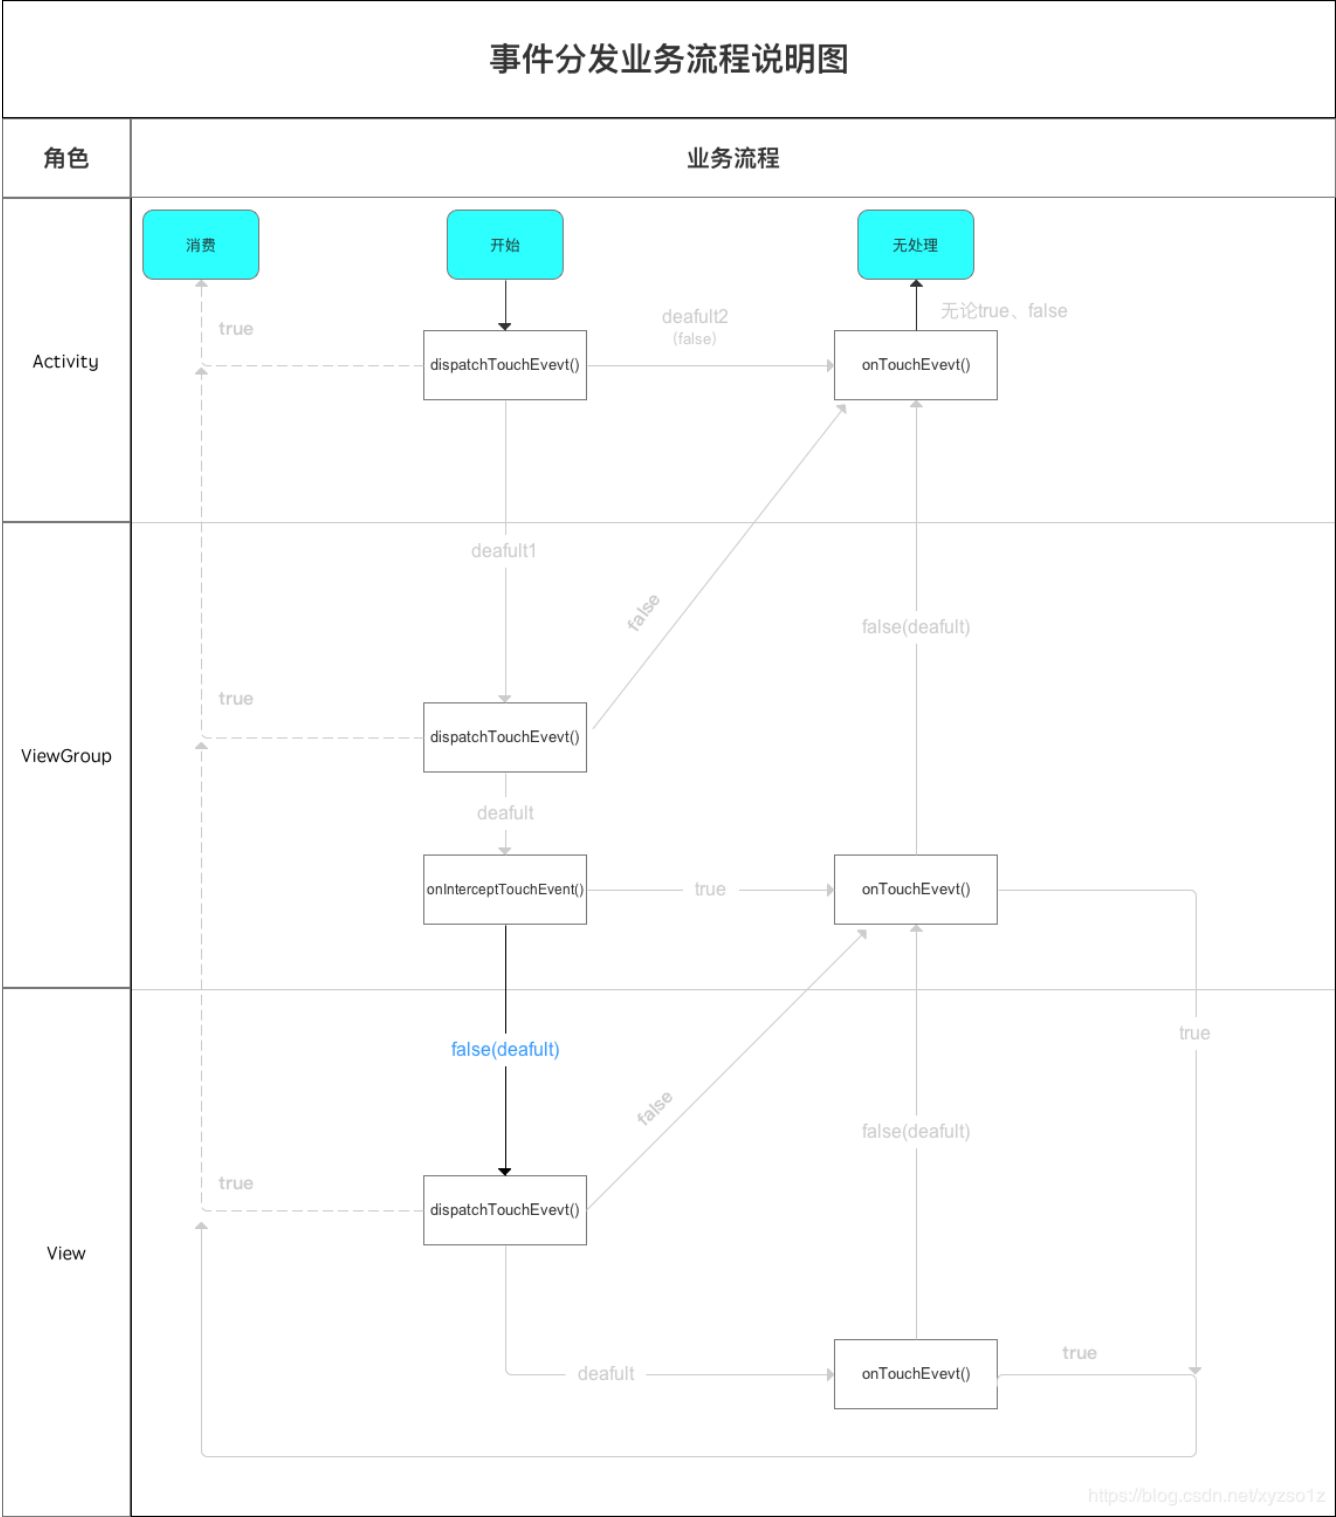 事件分发业务流程说明图
角色
业务流程
消费
开始
无处理
true
deafult2
(false)
无论true、false
Activity
dispatchTouchEvevt()
onTouchEvevt()
deafult1
false
false(deafult)
true
ViewGroup
dispatchTouchEvevt()
deafult
onInterceptTouchEvent()
true
onTouchEvevt()
true
false(deafult)
false
false(deafult)
true
dispatchTouchEvevt()
View
deafult
onTouchEvevt()
true
https://blog.csdn.net/xyzso1z